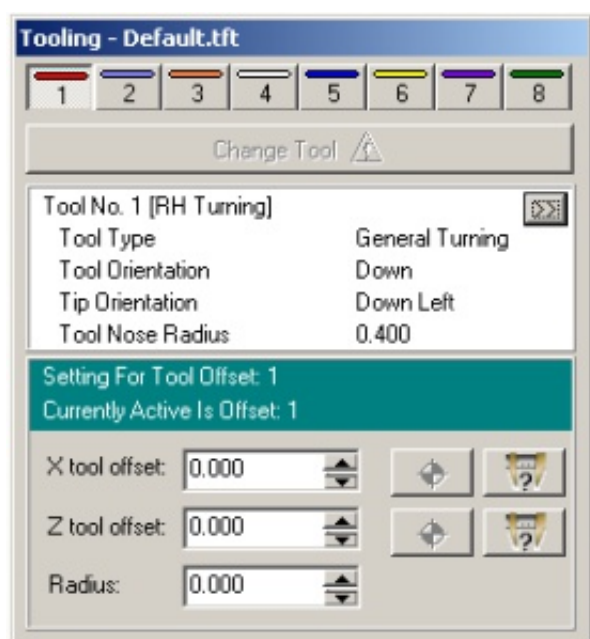 Tooling - Default.tft
1 2 3 4 5 6 7 8
Change Tool
Tool No. 1 [RH Turning]
Tool Type General Turning
Tool Orientation Down
Tip Orientation Down Left
Tool Nose Radius 0.400
Setting For Tool Offset: 1
Currently Active Is Offset: 1
X tool offset: 0.000
Z tool offset: 0.000
Radius: 0.000